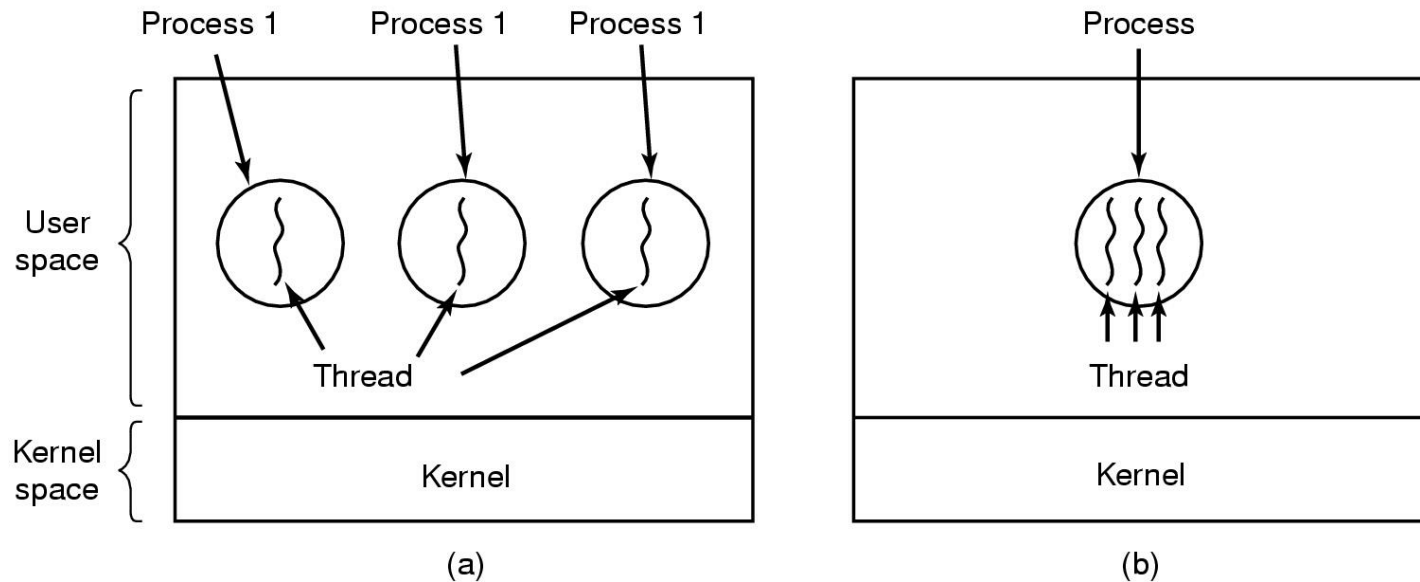 Process 1 Process 1 Process 1 Process
User
space
Thread Thread
Kernel
space
Kernel Kernel
(a) (b)